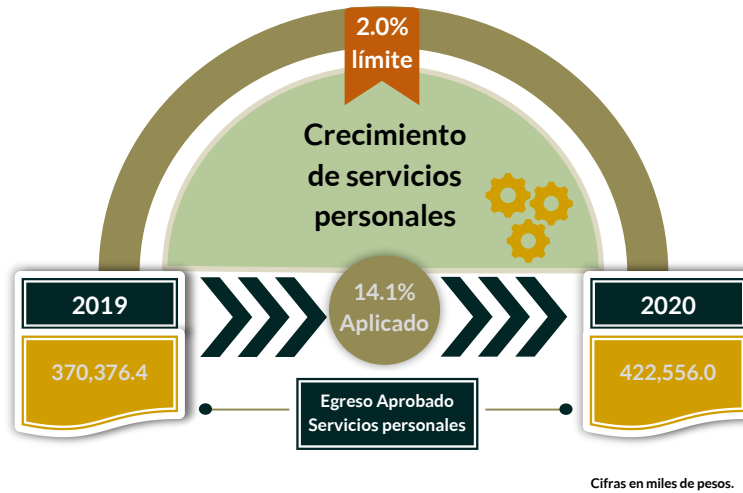 2.0%
límite
Crecimiento
de servicios
personales
2019
14.1%
Aplicado
2020
370,376.4
422,556.0
Egreso Aprobado
Servicios personales
Cifras en miles de pesos.